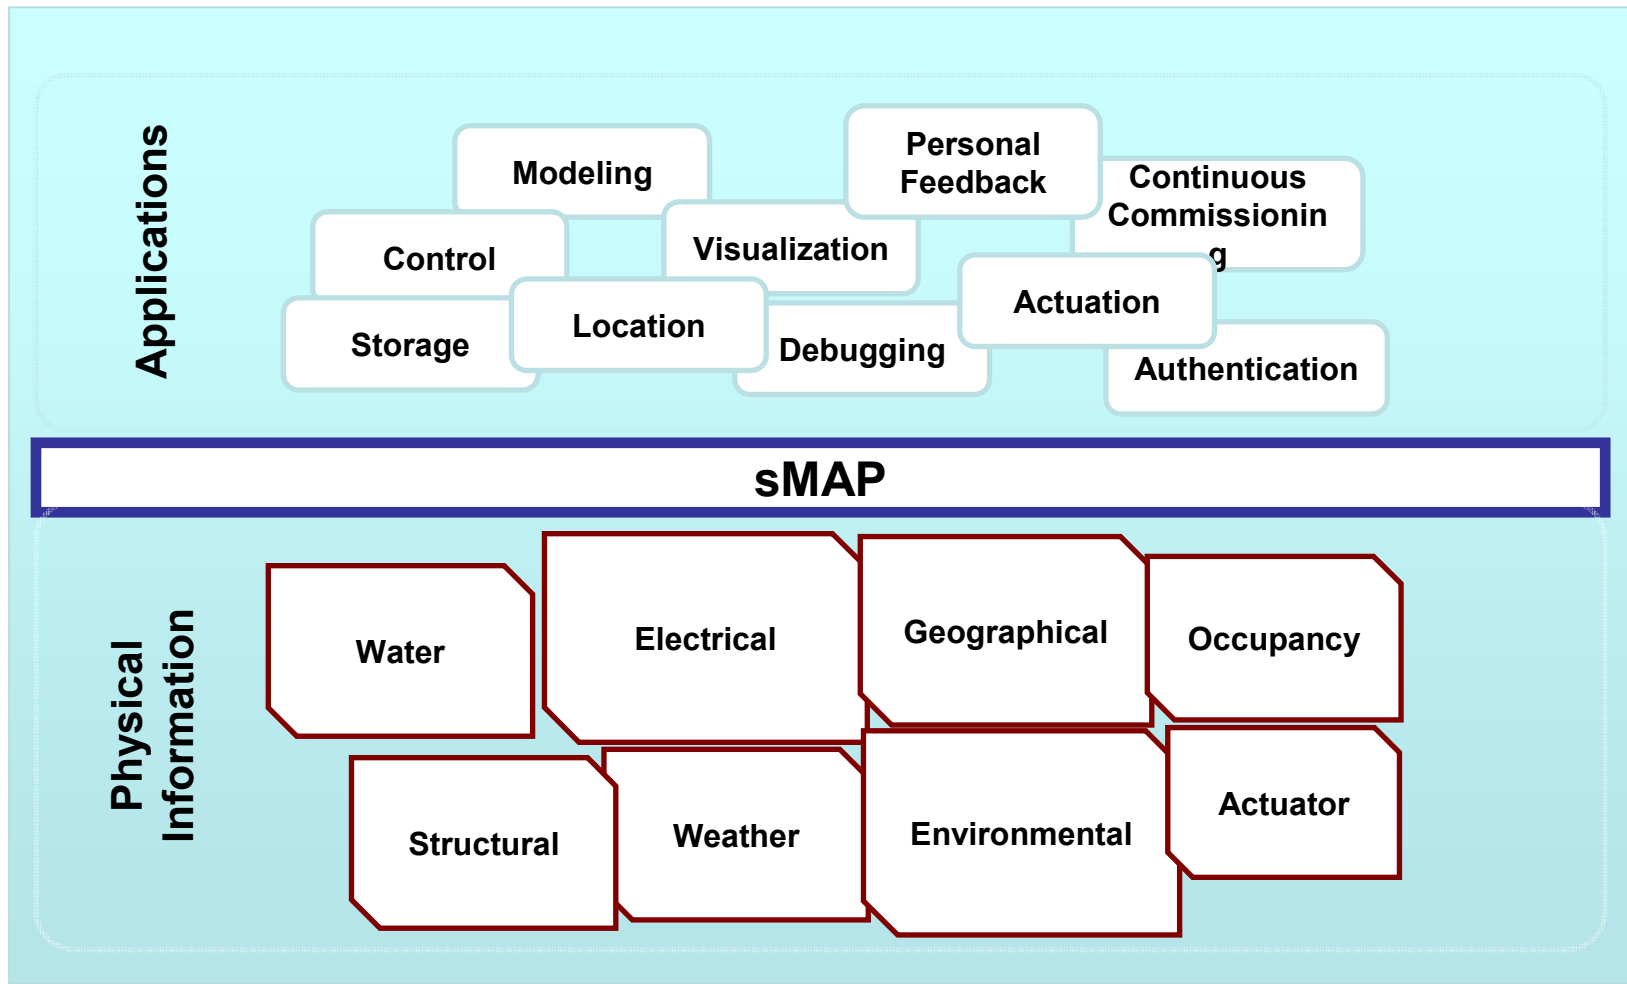 Applications
Modeling
Personal
Feedback
Continuous
Commissionin
g
Control
Visualization
Storage
Location
Debugging
Actuation
Authentication
sMAP
Physical
Information
Water
Electrical
Geographical
Occupancy
Structural
Weather
Environmental
Actuator